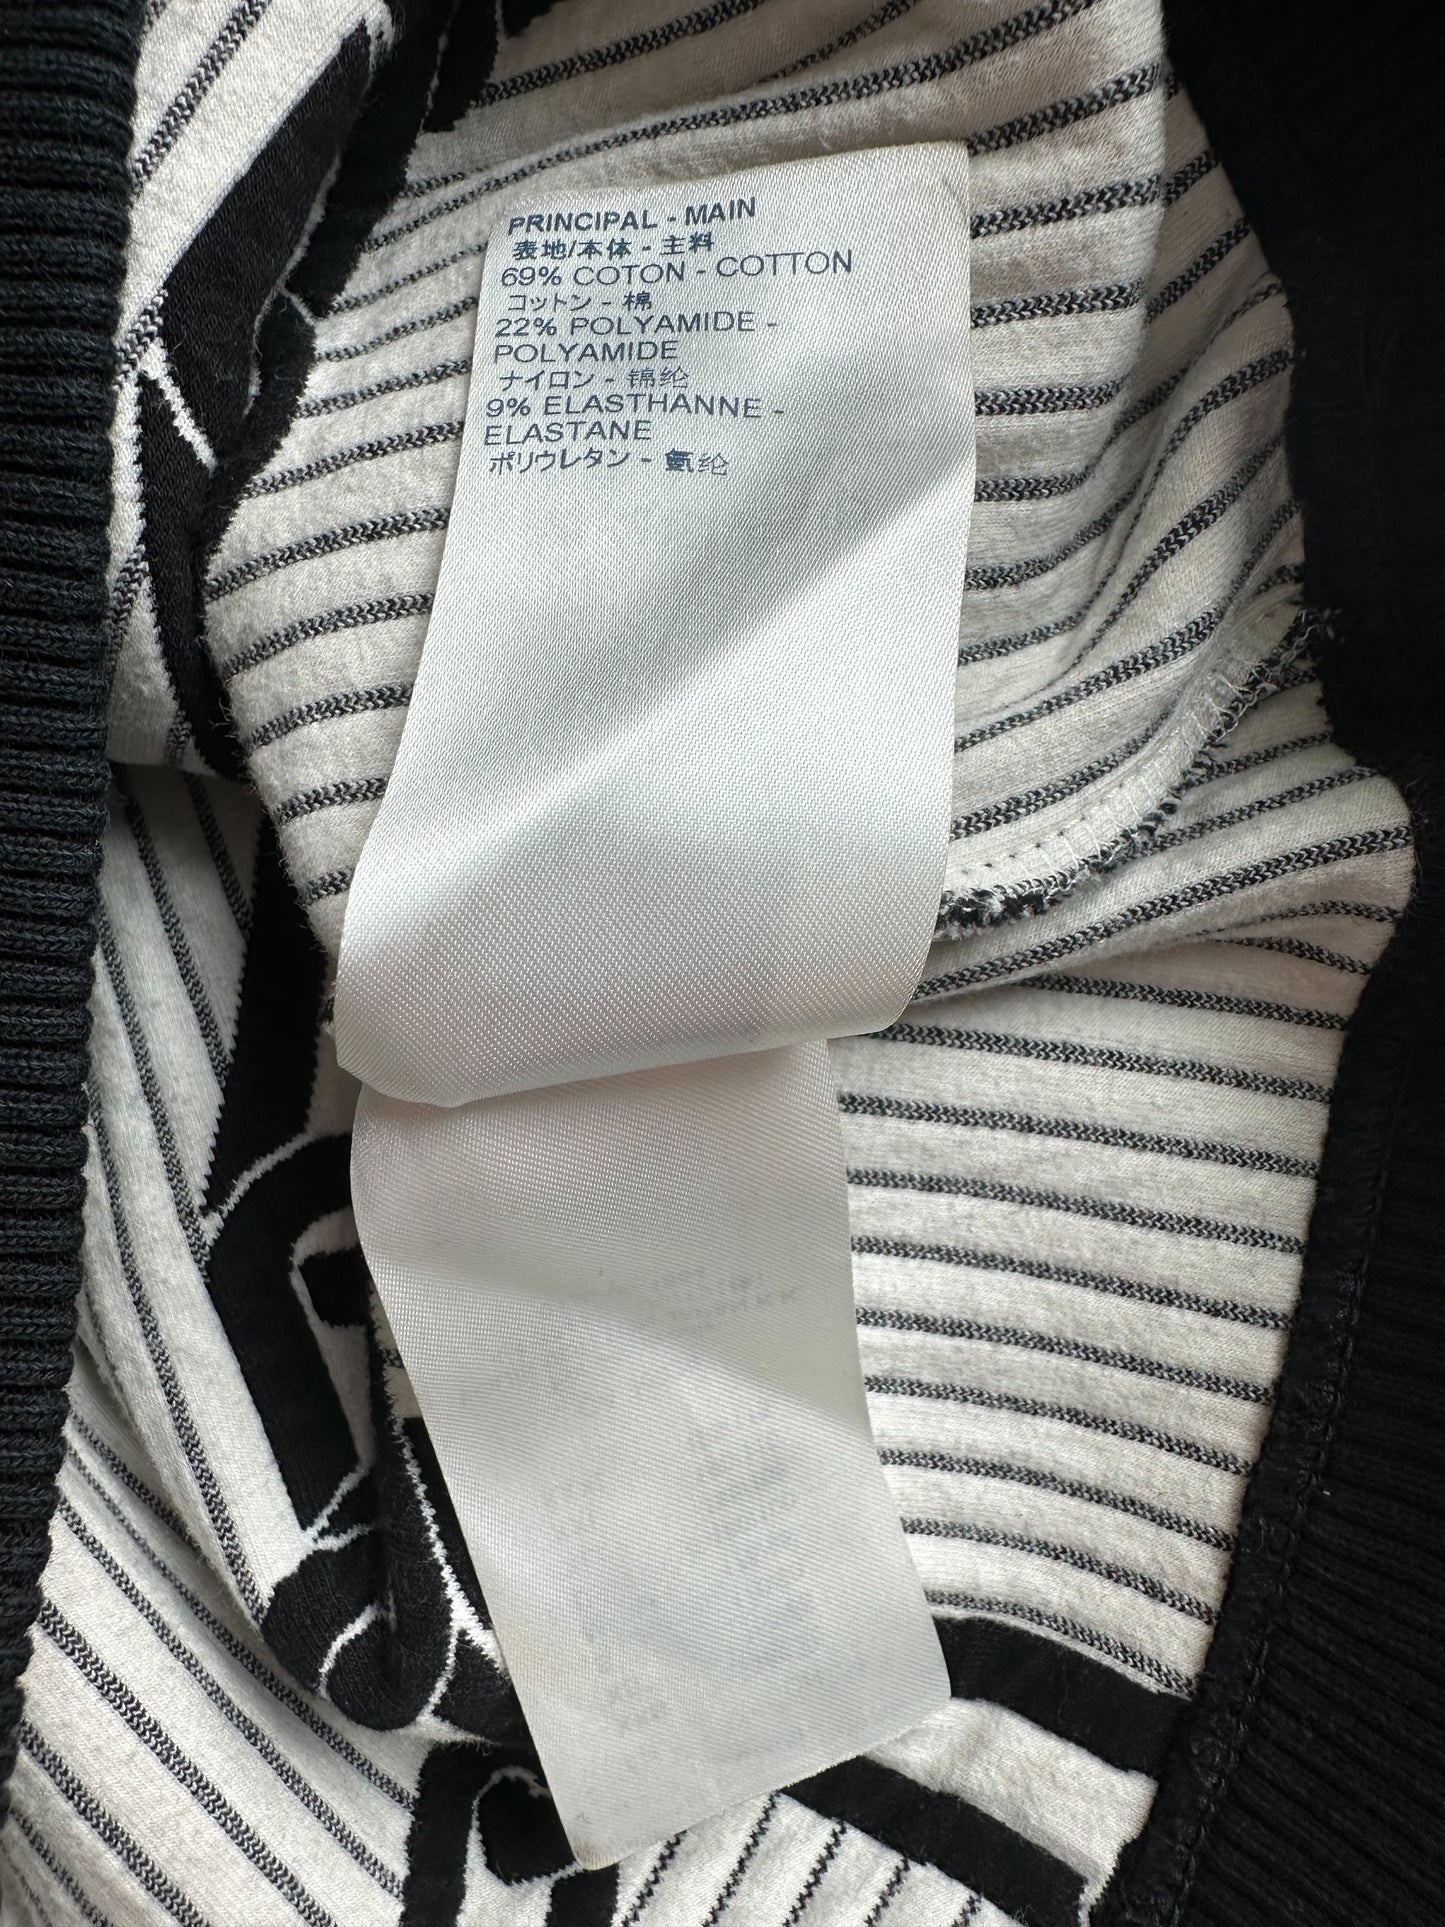 PRINCIPAL - MAIN
表地/本体 - 主料
69% COTON - COTTON
コットン - 棉
22% POLYAMIDE -
POLYAMIDE
ナイロン - 锦纶
9% ELASTHANNE -
ELASTANE
ポリウレタン - 氨纶